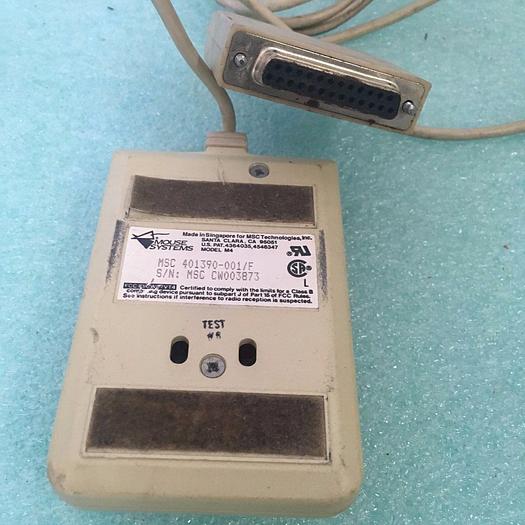 MOUSE
SYSTEMS
Made in Singapore for MSC Technologies, Inc.
SANTA CLARA, CA 95051
U.S. PAT. 4364035,4546347
MODEL M4
MSC 401390-001/F
S/N: MSC CW003873
L
Certified to comply with the limits for a Class B
computing device pursuant to subpart J of Part 15 of FCC Rules.
See instructions if interference to radio reception is suspected.
TEST